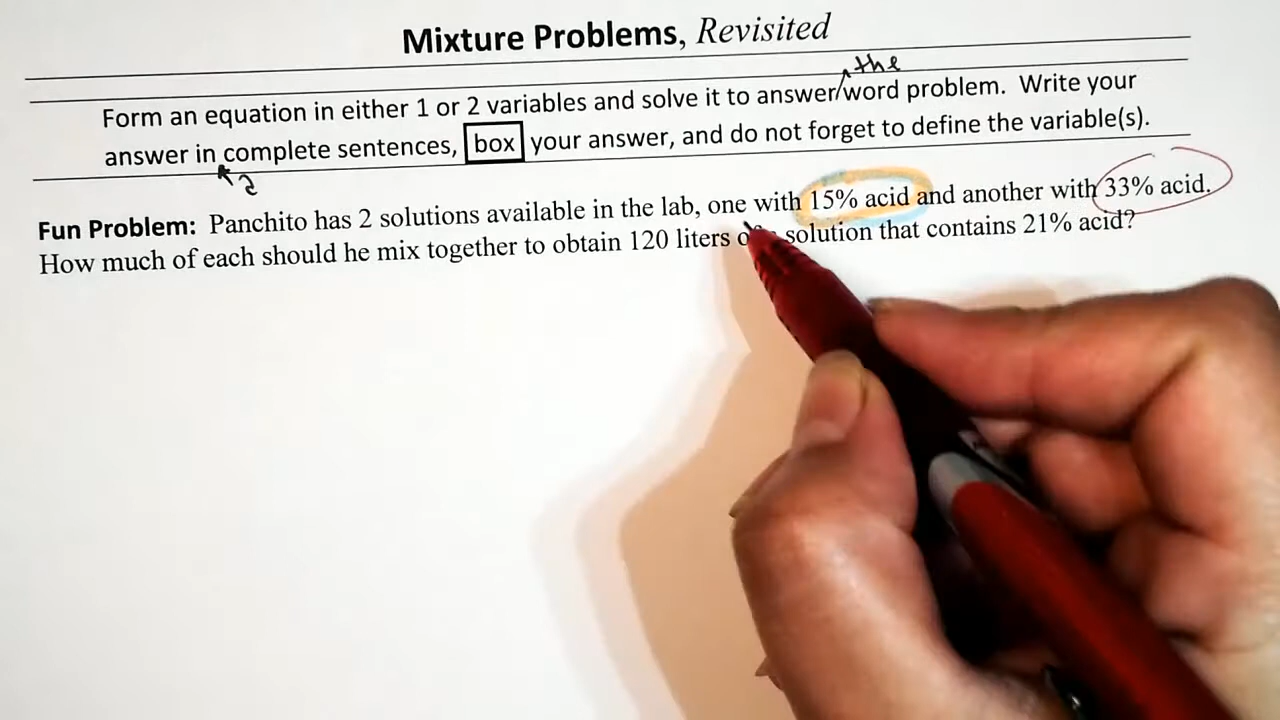 Mixture Problems, Revisited
the
Form an equation in either 1 or 2 variables and solve it to answer word problem. Write your
answer in complete sentences, box your answer, and do not forget to define the variable(s).
2
Fun Problem: Panchito has 2 solutions available in the lab, one with 15% acid and another with 33% acid.
How much of each should he mix together to obtain 120 liters solution that contains 21% acid?